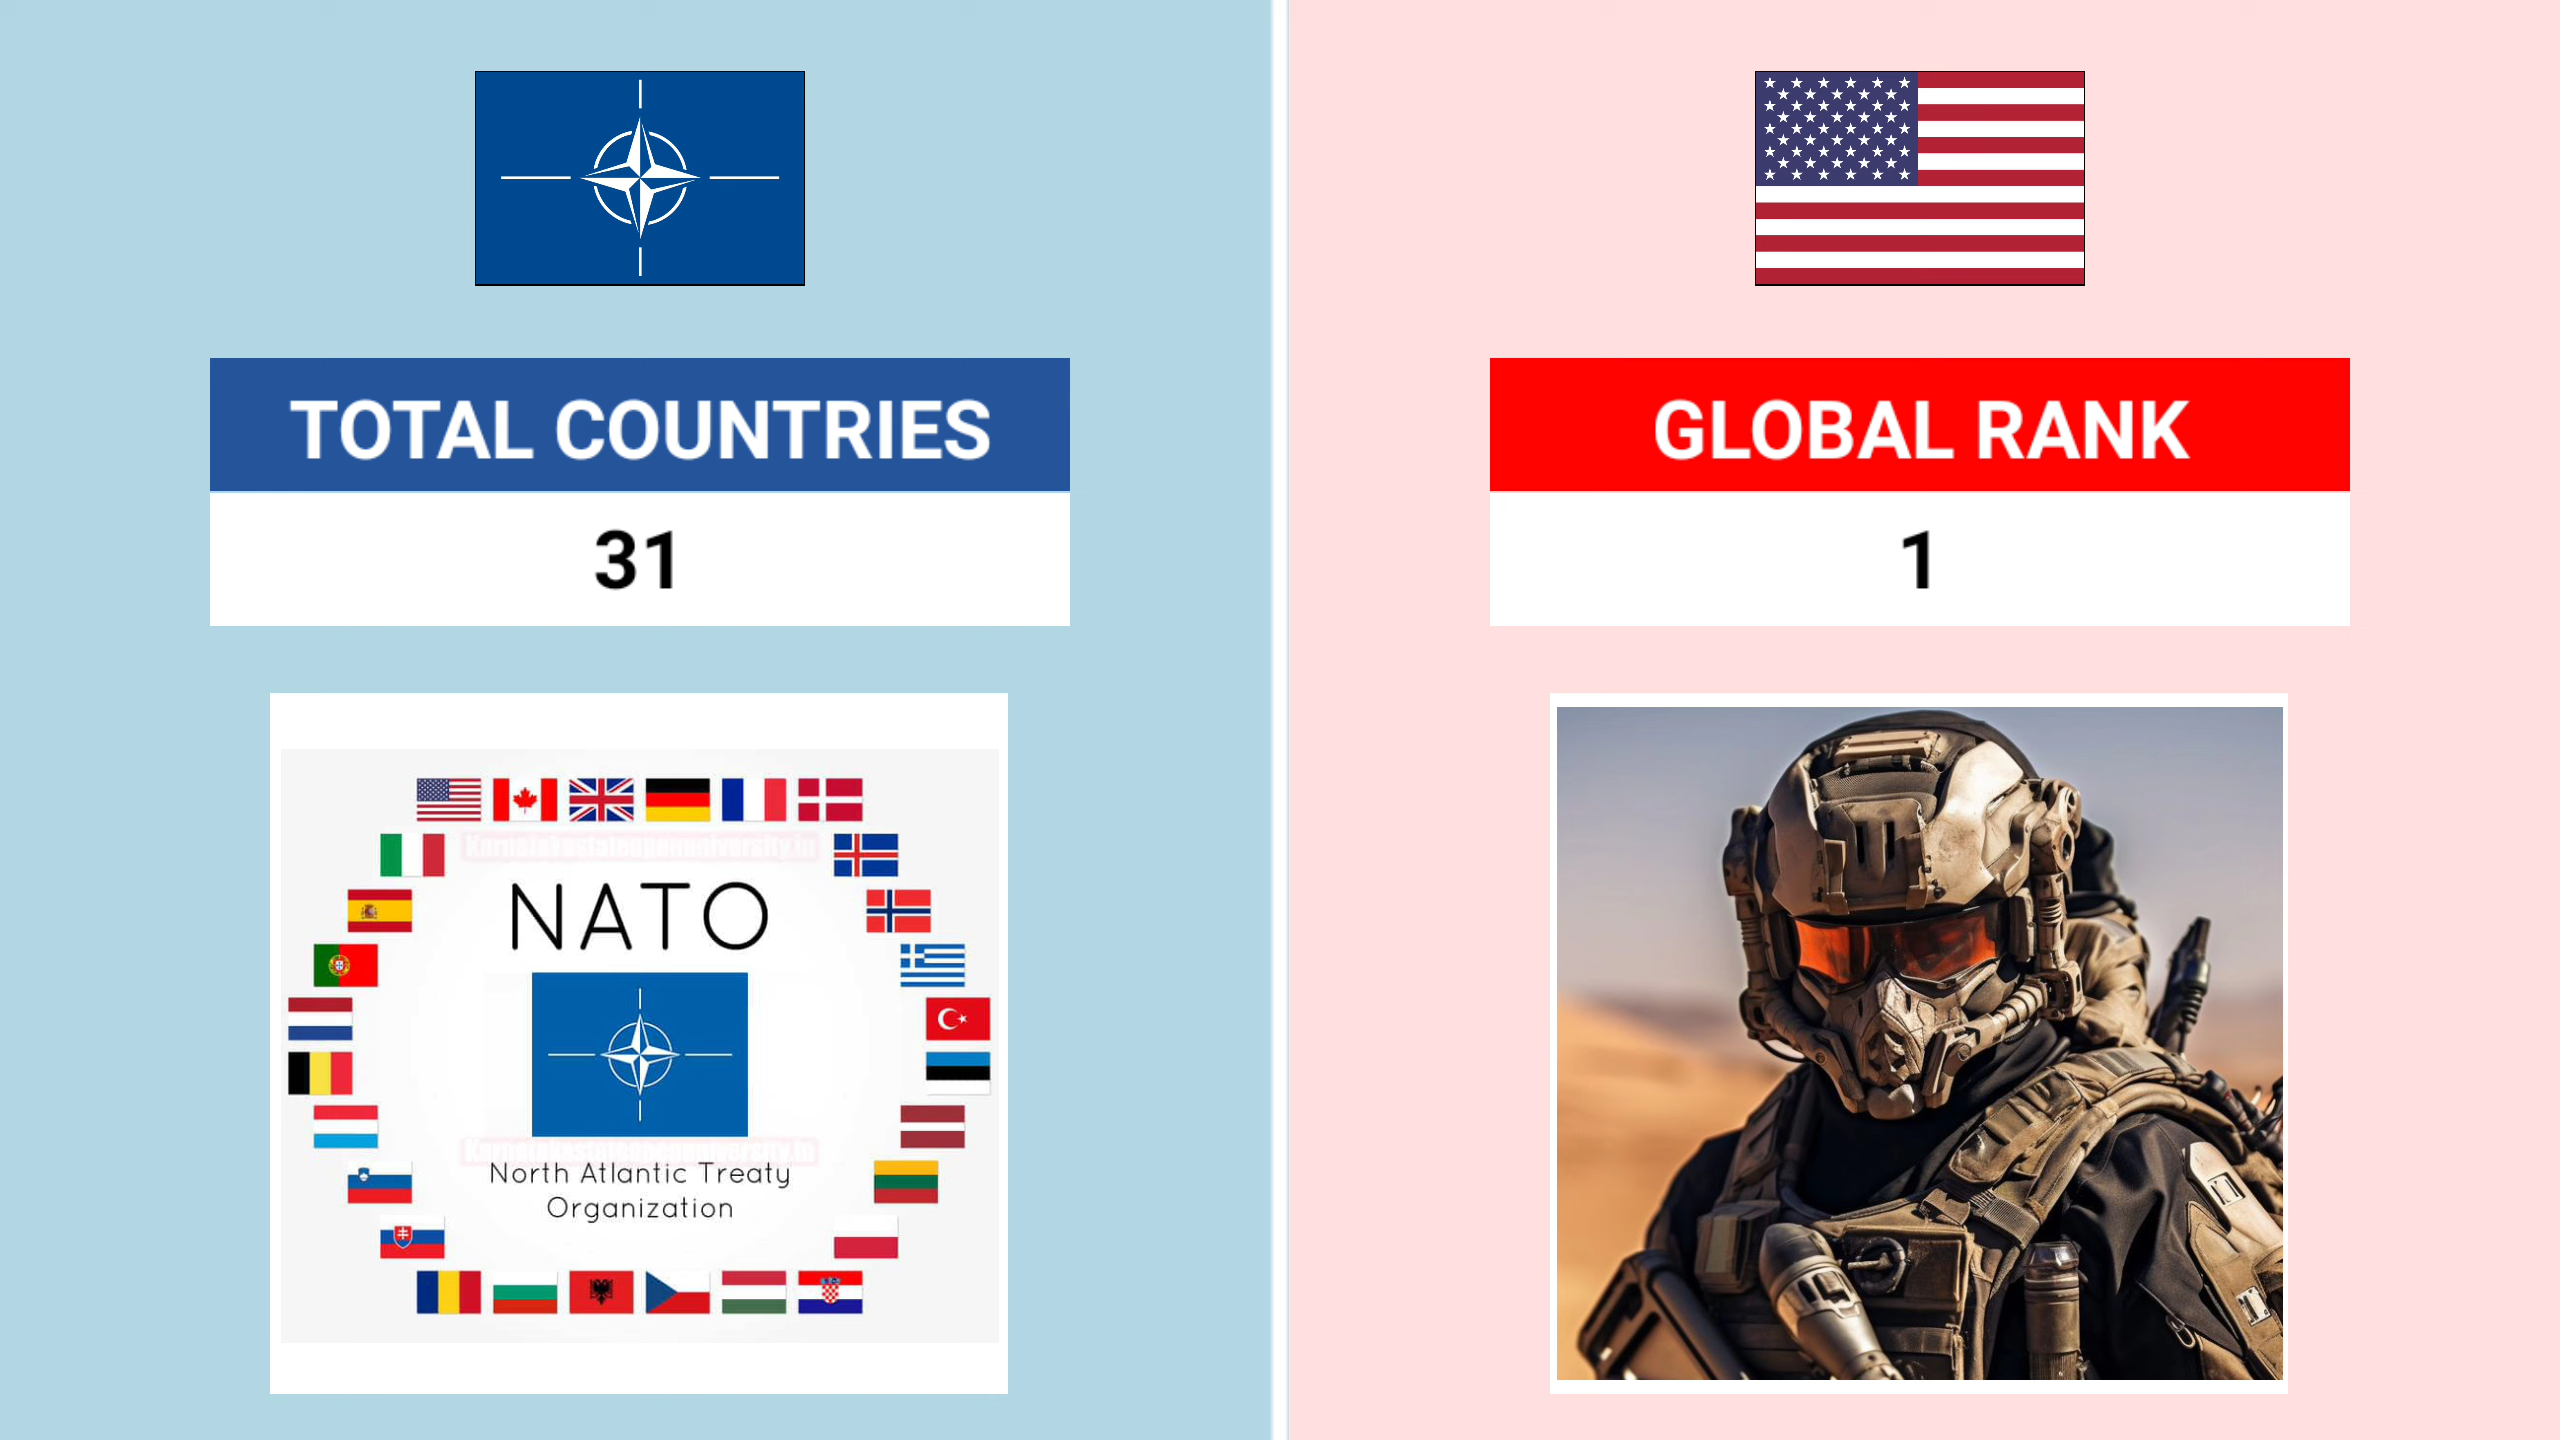 TOTAL COUNTRIES
31
NATO
North Atlantic Treaty
Organization
GLOBAL RANK
1